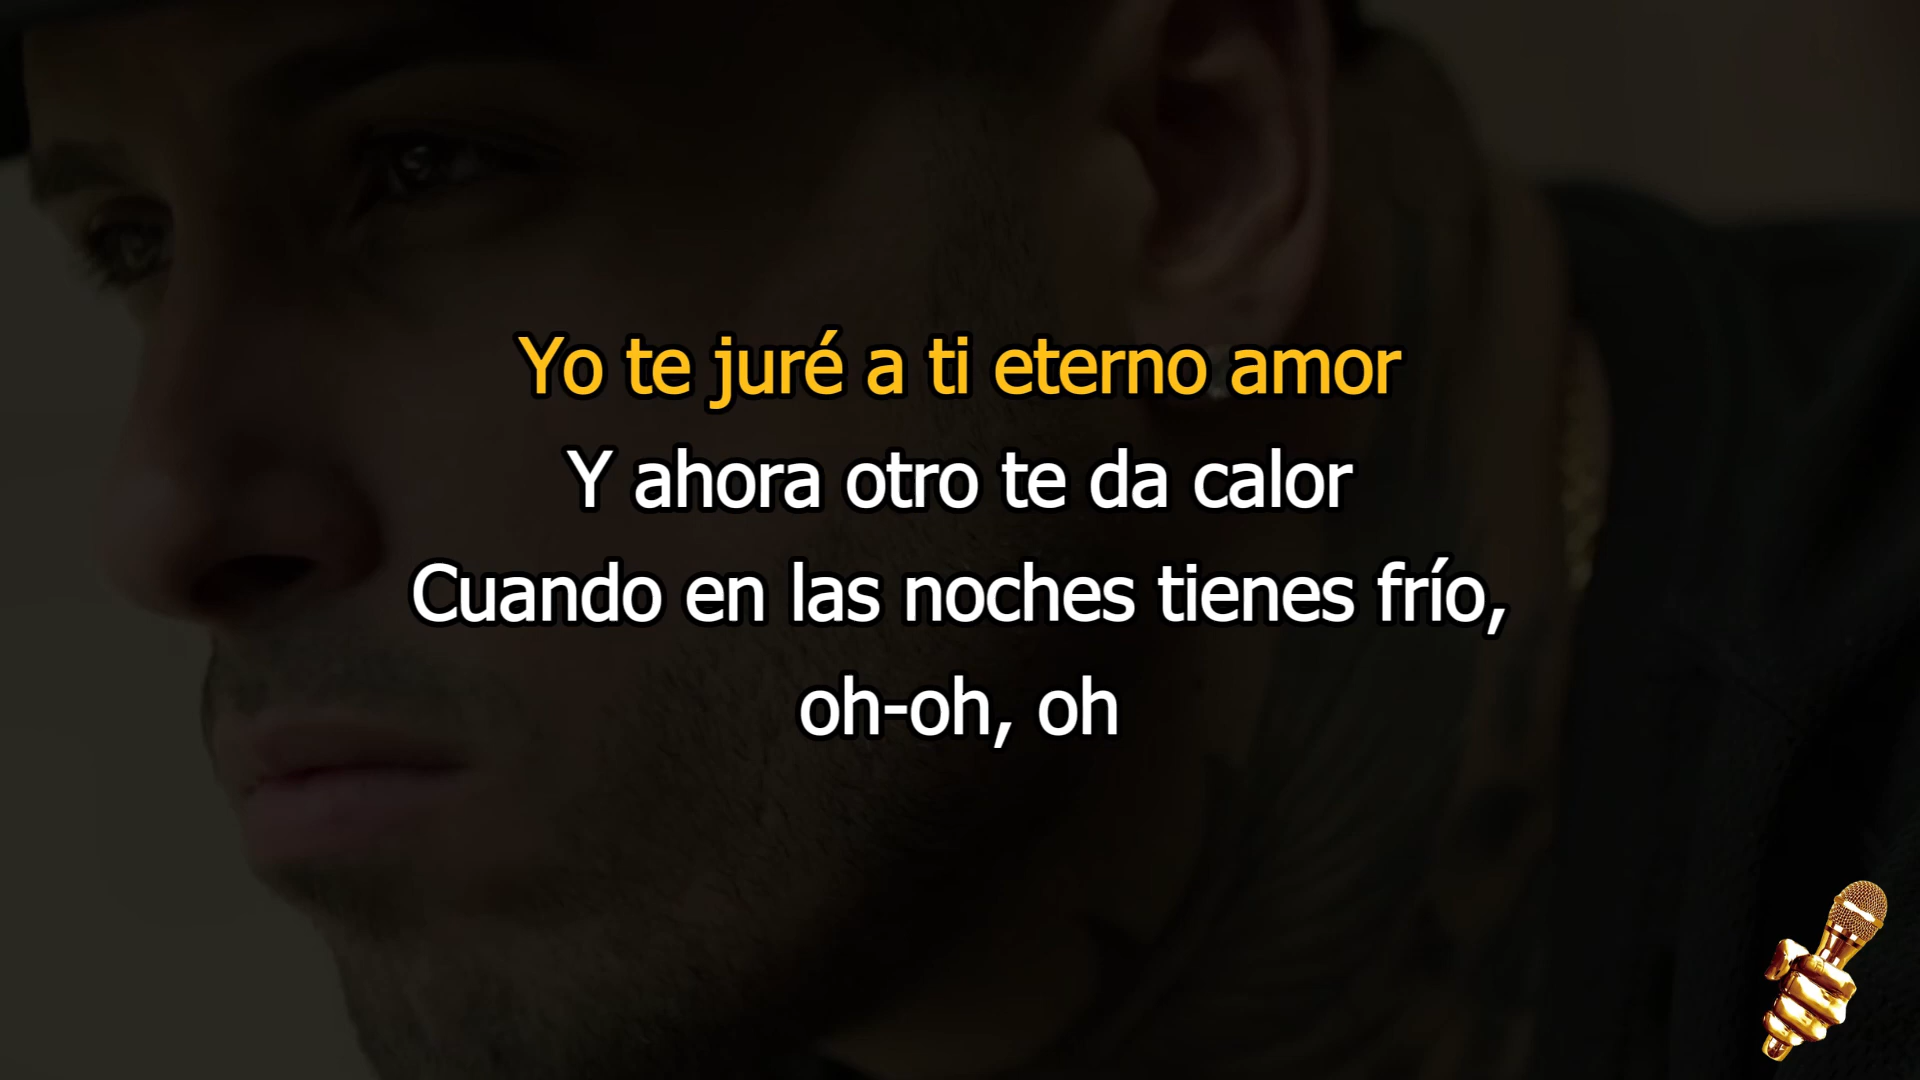 Yo te juré a ti eterno amor
Y ahora otro te da calor
Cuando en las noches tienes frío,
oh-oh, oh